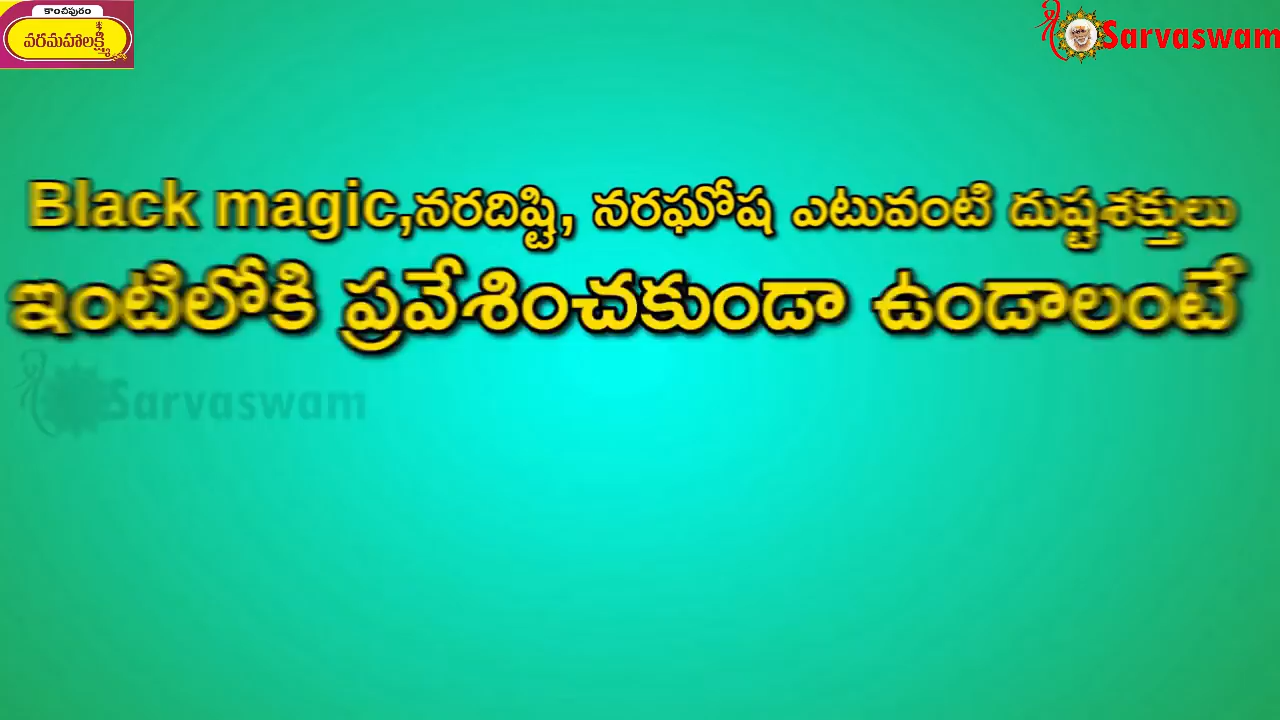 కాంచీపురం
వరమహాలక్ష్మి
Sarvaswam
Black magic,నరదిష్టి, నరఘోష ఎటువంటి దుష్టశక్తులు
ఇంటిలోకి ప్రవేశించకుండా ఉండాలంటే
Sarvaswam